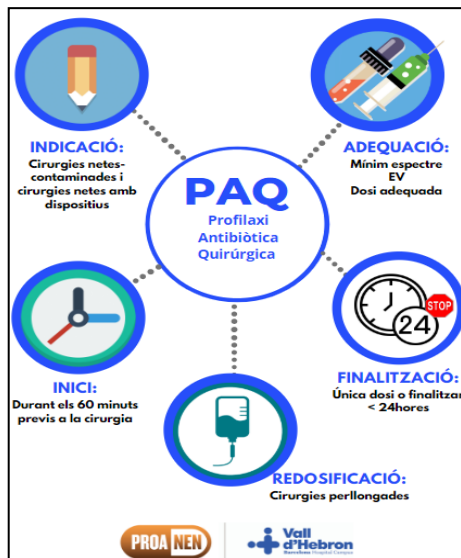 INDICACIÓ:
Cirurgies netes-
contaminades i
cirurgies netes amb
dispositius
ADEQUACIÓ:
Mínim espectre
EV
Dosi adequada
PAQ
Profilaxi
Antibiòtica
Quirúrgica
INICI:
Durant els 60 minuts
previs a la cirurgia
STOP
24
FINALITZACIÓ:
Única dosi o finalitzar
< 24hores
REDOSIFICACIÓ:
Cirurgies perllongades
PROA NEN
Vall
d'Hebron
Barcelona Hospital Campus